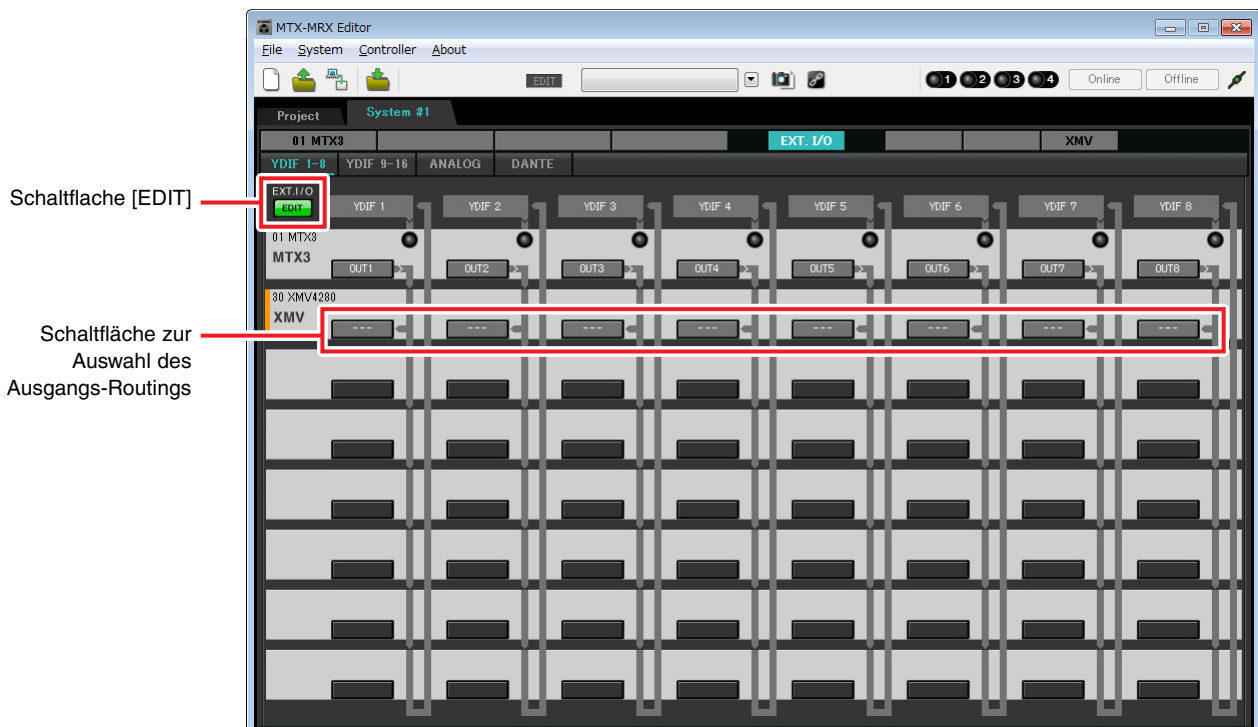 MTX-MRX Editor
File System Controller About
EDIT 1 2 3 4 Online Offline
Project System #1
01 MTX3 EXT. I/O XMV
YDIF 1-8 YDIF 9-16 ANALOG DANTE
Schaltflache [EDIT]
EXT.I/O
EDIT
YDIF 1 YDIF 2 YDIF 3 YDIF 4 YDIF 5 YDIF 6 YDIF 7 YDIF 8
01 MTX3
MTX3
OUT1 OUT2 OUT3 OUT4 OUT5 OUT6 OUT7 OUT8
30 XMV4280
XMV
--- --- --- --- --- --- --- ---
Schaltfläche zur
Auswahl des
Ausgangs-Routings